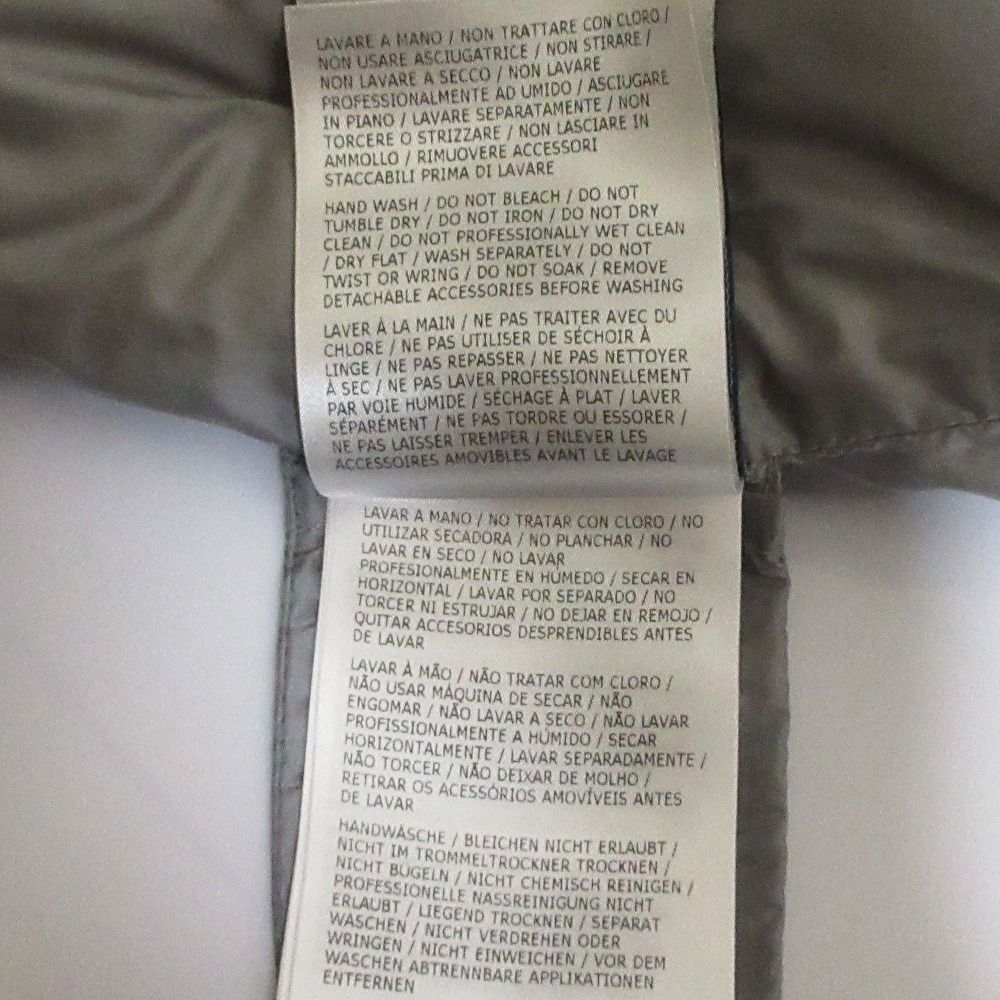 LAVARE A MANO / NON TRATTARE CON CLORO /
NON USARE ASCIUGATRICE / NON STIRARE /
NON LAVARE A SECCO / NON LAVARE
PROFESSIONALMENTE AD UMIDO / ASCIUGARE
IN PIANO / LAVARE SEPARATAMENTE / NON
TORCERE O STRIZZARE / NON LASCIARE IN
AMMOLLO / RIMUOVERE ACCESSORI
STACCABILI PRIMA DI LAVARE
HAND WASH / DO NOT BLEACH / DO NOT
TUMBLE DRY / DO NOT IRON / DO NOT DRY
CLEAN / DO NOT PROFESSIONALLY WET CLEAN
/ DRY FLAT / WASH SEPARATELY / DO NOT
TWIST OR WRING / DO NOT SOAK / REMOVE
DETACHABLE ACCESSORIES BEFORE WASHING
LAVER À LA MAIN / NE PAS TRAITER AVEC DU
CHLORE / NE PAS UTILISER DE SÉCHOIR À
LINGE / NE PAS REPASSER / NE PAS NETTOYER
À SEC / NE PAS LAVER PROFESSIONNELLEMENT
PAR VOIE HUMIDE / SÉCHAGE À PLAT / LAVER
SÉPARÉMENT / NE PAS TORDRE OU ESSORER /
NE PAS LAISSER TREMPER / ENLEVER LES
ACCESSOIRES AMOVIBLES AVANT LE LAVAGE
LAVAR A MANO / NO TRATAR CON CLORO / NO
UTILIZAR SECADORA / NO PLANCHAR / NO
LAVAR EN SECO / NO LAVAR
PROFESIONALMENTE EN HÚMEDO / SECAR EN
HORIZONTAL / LAVAR POR SEPARADO / NO
TORCER NI ESTRUJAR / NO DEJAR EN REMOJO /
QUITAR ACCESORIOS DESPRENDIBLES ANTES
DE LAVAR
LAVAR À MÃO / NÃO TRATAR COM CLORO /
NÃO USAR MÁQUINA DE SECAR / NÃO
ENGOMAR / NÃO LAVAR A SECO / NÃO LAVAR
PROFISSIONALMENTE A HÚMIDO / SECAR
HORIZONTALMENTE / LAVAR SEPARADAMENTE /
NÃO TORCER / NÃO DEIXAR DE MOLHO /
RETIRAR OS ACESSÓRIOS AMOVÍVEIS ANTES
DE LAVAR
HANDWÄSCHE / BLEICHEN NICHT ERLAUBT /
NICHT IM TROMMELTROCKNER TROCKNEN /
NICHT BÜGELN / NICHT CHEMISCH REINIGEN /
PROFESSIONELLE NASSREINIGUNG NICHT
ERLAUBT / LIEGEND TROCKNEN / SEPARAT
WASCHEN / NICHT VERDREHEN ODER
WRINGEN / NICHT EINWEICHEN / VOR DEM
WASCHEN ABTRENNBARE APPLIKATIONEN
ENTFERNEN